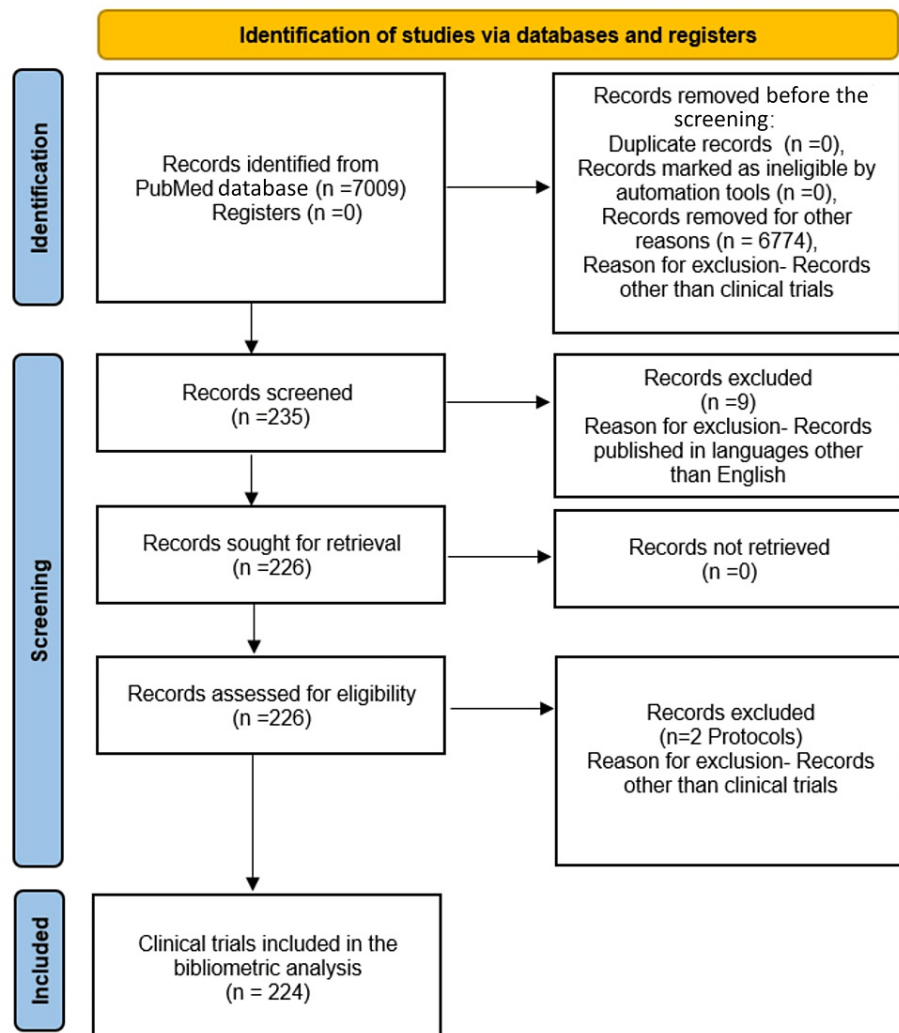 Identification of studies via databases and registers
Identification
Records identified from
PubMed database (n =7009)
Registers (n =0)
Records removed before the
screening:
Duplicate records (n =0),
Records marked as ineligible by
automation tools (n =0),
Records removed for other
reasons (n = 6774),
Reason for exclusion- Records
other than clinical trials
Screening
Records screened
(n =235)
Records excluded
(n =9)
Reason for exclusion- Records
published in languages other
than English
Records sought for retrieval
(n =226)
Records not retrieved
(n =0)
Records assessed for eligibility
(n =226)
Records excluded
(n=2 Protocols)
Reason for exclusion- Records
other than clinical trials
Included
Clinical trials included in the
bibliometric analysis
(n = 224)